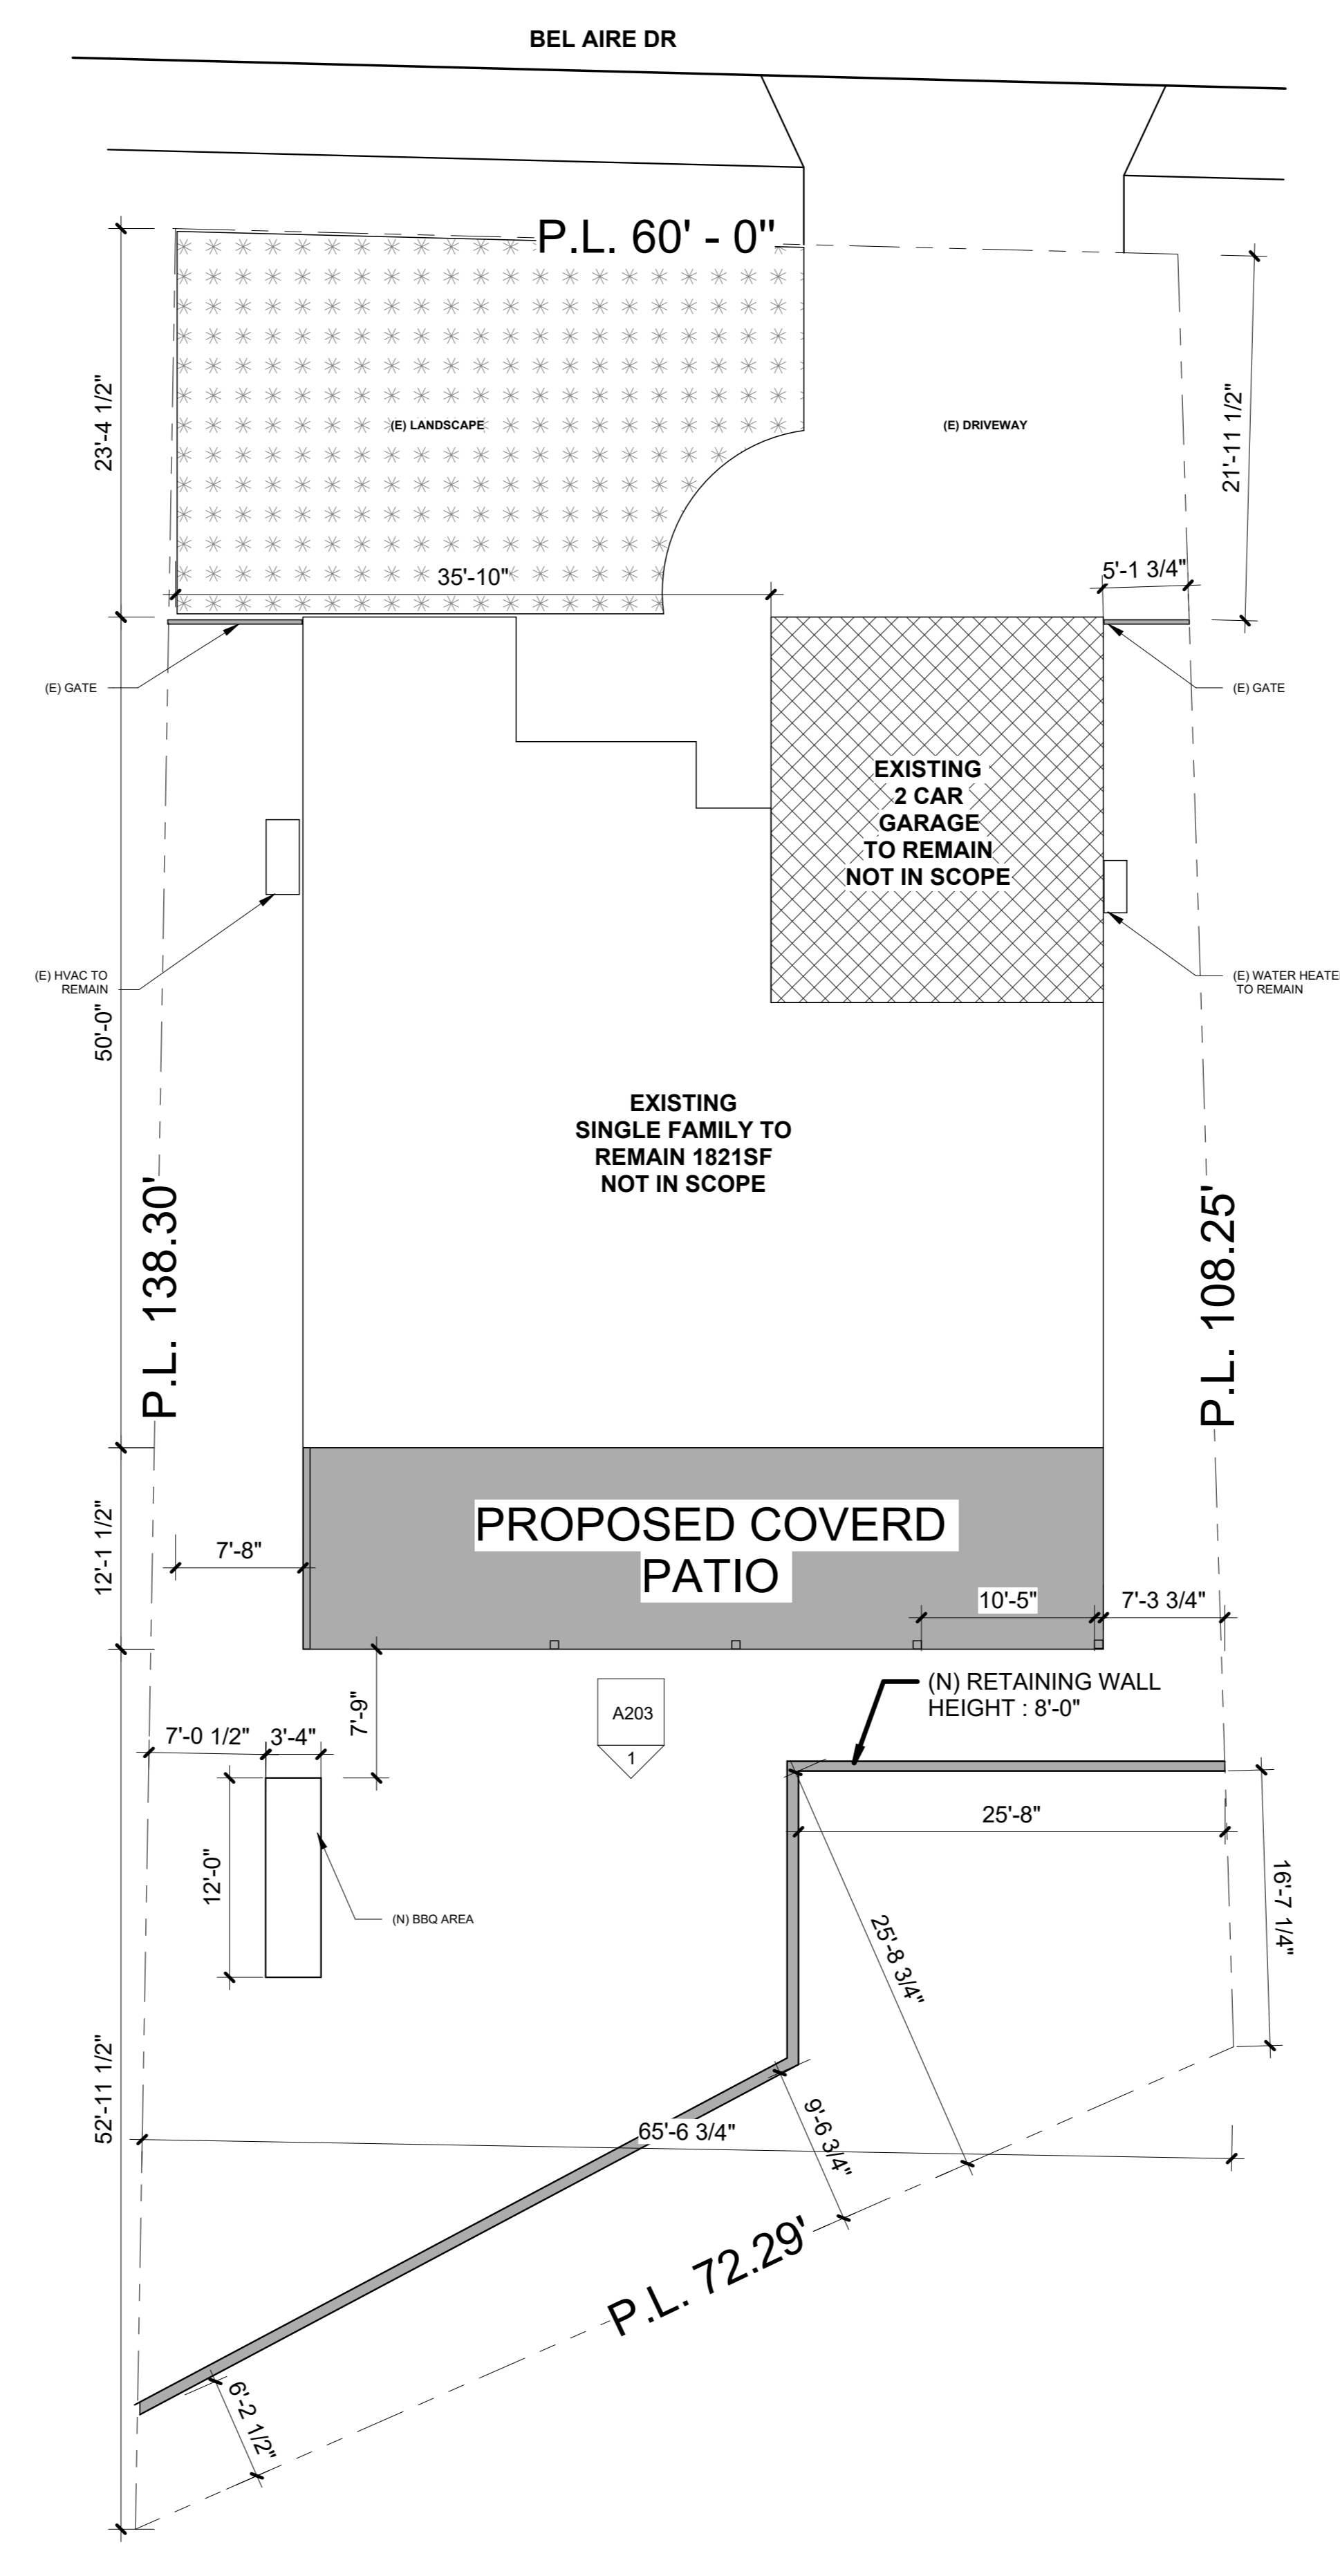 BEL AIRE DR
P.L. 60' - 0"
23'-4 1/2"
(E) LANDSCAPE
(E) DRIVEWAY
21'-11 1/2"
35'-10"
5'-1 3/4"
(E) GATE
(E) GATE
EXISTING
2 CAR
GARAGE
TO REMAIN
NOT IN SCOPE
(E) HVAC TO
REMAIN
(E) WATER HEATE
TO REMAIN
50'-0"
EXISTING
SINGLE FAMILY TO
REMAIN 1821SF
NOT IN SCOPE
P.L. 138.30'
P.L. 108.25'
12'-1 1/2"
PROPOSED COVERD
PATIO
7'-8"
10'-5"
7'-3 3/4"
(N) RETAINING WALL
HEIGHT : 8'-0"
7'-9"
A203
1
7'-0 1/2"
3'-4"
25'-8"
12'-0"
(N) BBQ AREA
16'-7 1/4"
25'-8 3/4"
52'-11 1/2"
65'-6 3/4"
9'-6 3/4"
P.L. 72.29'
6'-2 1/2"